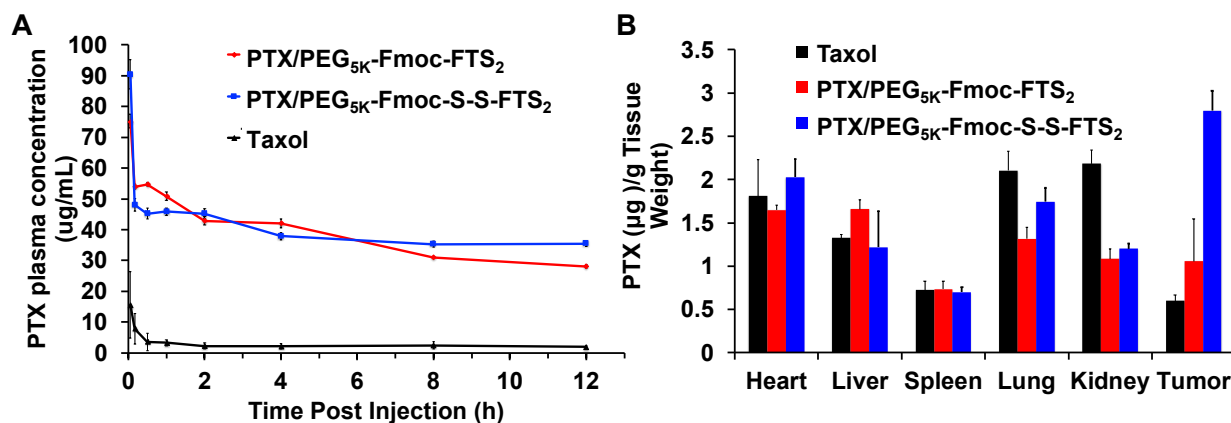 A
PTX plasma concentration
(ug/mL)
100
90
80
70
60
50
40
30
20
10
0
PTX/PEG5K-Fmoc-FTS2
PTX/PEG5K-Fmoc-S-S-FTS2
Taxol
0 2 4 6 8 10 12
Time Post Injection (h)
B
PTX (µg )/g Tissue
Weight)
3.5
3
2.5
2
1.5
1
0.5
0
Taxol
PTX/PEG5K-Fmoc-FTS2
PTX/PEG5K-Fmoc-S-S-FTS2
Heart Liver Spleen Lung Kidney Tumor